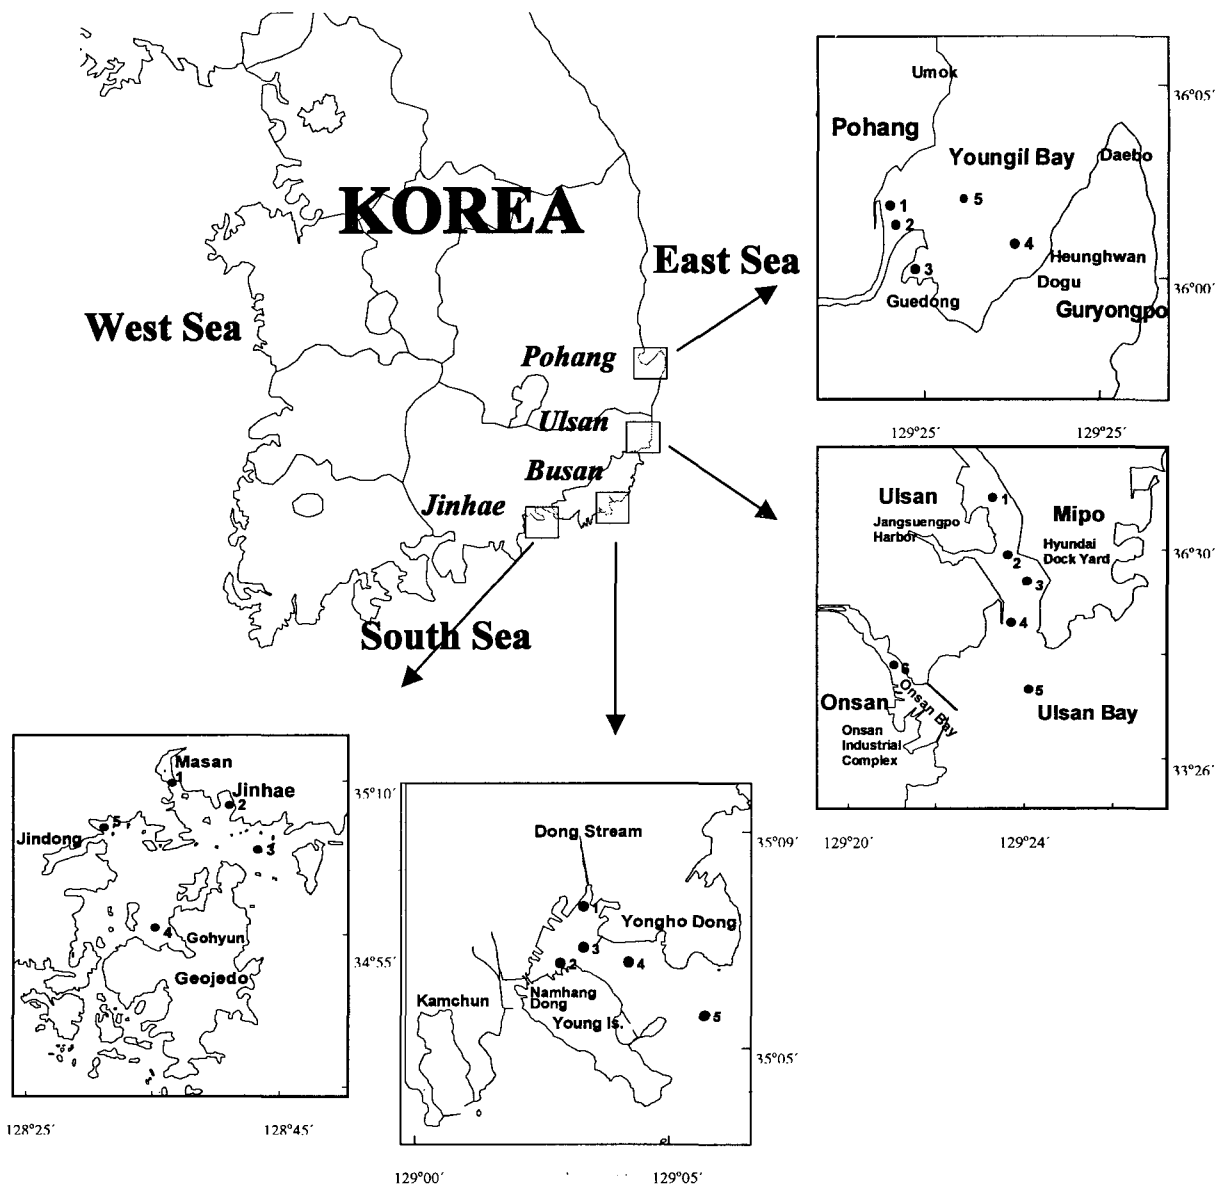 KOREA
East Sea
West Sea
Pohang
Ulsan
Busan
Jinhae
South Sea
Umok
Pohang
Youngil Bay
Daebo
1
5
2
4
3
Heunghwan
Dogu
Guedong
Guryongpo
36°05′
36°00′
129°25′
129°25′
Ulsan
1
Mipo
Jangsuengpo
Harbor
Hyundai
Dock Yard
2
3
4
6
5
Onsan
Onsan Bay
Ulsan Bay
Onsan
Industrial
Complex
36°30′
33°26′
129°20′
129°24′
Masan
1
Jinhae
2
5
Jindong
3
4
Gohyun
Geojedo
35°10′
34°55′
128°25′
128°45′
Dong Stream
1
Yongho Dong
3
2
4
Namhang
Dong
Kamchun
Young Is.
5
35°09′
35°05′
129°00′
129°05′